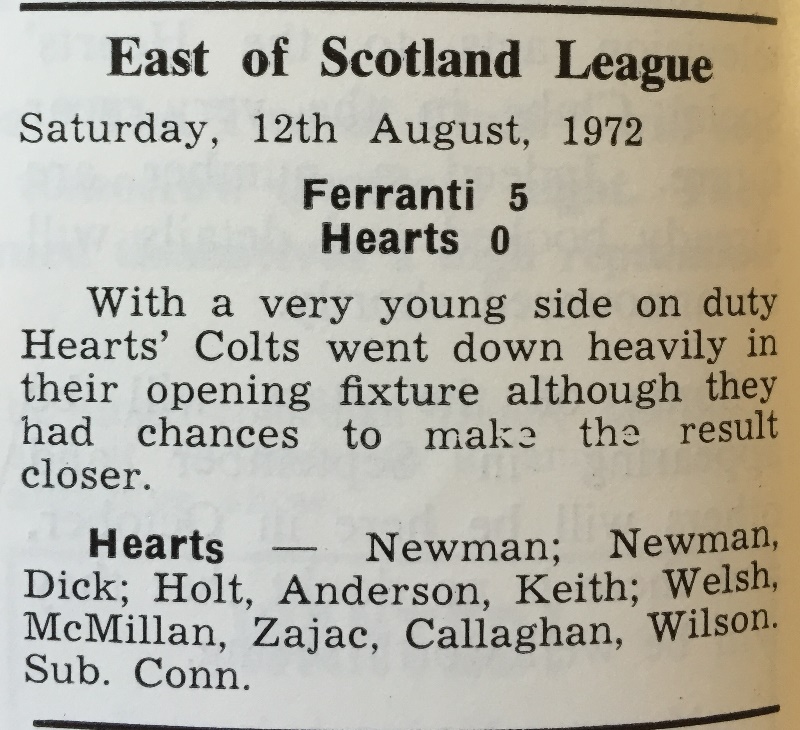 East of Scotland League
Saturday, 12th August, 1972
Ferranti 5
Hearts 0
With a very young side on duty
Hearts' Colts went down heavily in
their opening fixture although they
had chances to make the result
closer.
Hearts — Newman; Newman,
Dick; Holt, Anderson, Keith; Welsh,
McMillan, Zajac, Callaghan, Wilson.
Sub. Conn.